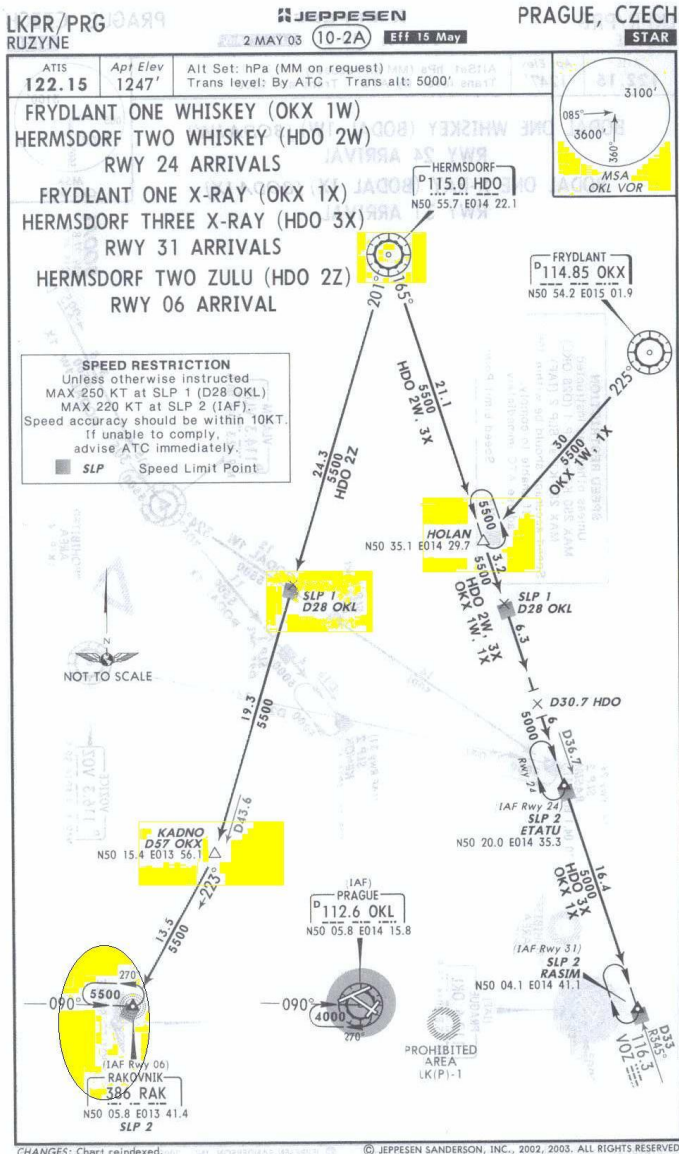 LKPR/PRG
RUZYNE
JEPPESEN
2 MAY 03 10-2A Eff 15 May
PRAGUE, CZECH
STAR
ATIS
122.15
Apt Elev
1247'
Alt Set: hPa (MM on request)
Trans level: By ATC Trans alt: 5000'
FRYDLANT ONE WHISKEY (OKX 1W)
HERMSDORF TWO WHISKEY (HDO 2W)
RWY 24 ARRIVALS
FRYDLANT ONE X-RAY (OKX 1X)
HERMSDORF THREE X-RAY (HDO 3X)
RWY 31 ARRIVALS
HERMSDORF TWO ZULU (HDO 2Z)
RWY 06 ARRIVAL
3100'
085°
3600'
360°
MSA
OKL VOR
HERMSDORF
D 115.0 HDO
N50 55.7 E014 22.1
FRYDLANT
D 114.85 OKX
N50 54.2 E015 01.9
201°
165°
225°
SPEED RESTRICTION
Unless otherwise instructed
MAX 250 KT at SLP 1 (D28 OKL)
MAX 220 KT at SLP 2 (IAF).
Speed accuracy should be within 10KT.
If unable to comply,
advise ATC immediately.
SLP Speed Limit Point
21.1
5500
HDO 2W, 3X
30
5500
OKX 1W, 1X
24.3
5500
HDO 2Z
5500
HOLAN
N50 35.1 E014 29.7
3.2
5500
HDO 2W, 3X
OKX 1W, 1X
SLP 1
D28 OKL
SLP 1
D28 OKL
6.3
NOT TO SCALE
19.3
5500
D30.7 HDO
6
5000
D36.7
Rwy 24
(IAF Rwy 24)
SLP 2
ETATU
N50 20.0 E014 35.3
KADNO
D57 OKX
N50 15.4 E013 56.1
D43.6
223°
13.5
5500
16.4
5000
HDO 3X
OKX 1X
(IAF)
PRAGUE
D 112.6 OKL
N50 05.8 E014 15.8
(IAF Rwy 31)
SLP 2
RASIM
N50 04.1 E014 41.1
090°
270°
5500
090°
4000
270°
PROHIBITED
AREA
LK(P)-1
D33
R345°
116.3
VOZ
(IAF Rwy 06)
RAKOVNIK
386 RAK
N50 05.8 E013 41.4
SLP 2
CHANGES: Chart reindexed.
© JEPPESEN SANDERSON, INC., 2002, 2003. ALL RIGHTS RESERVED